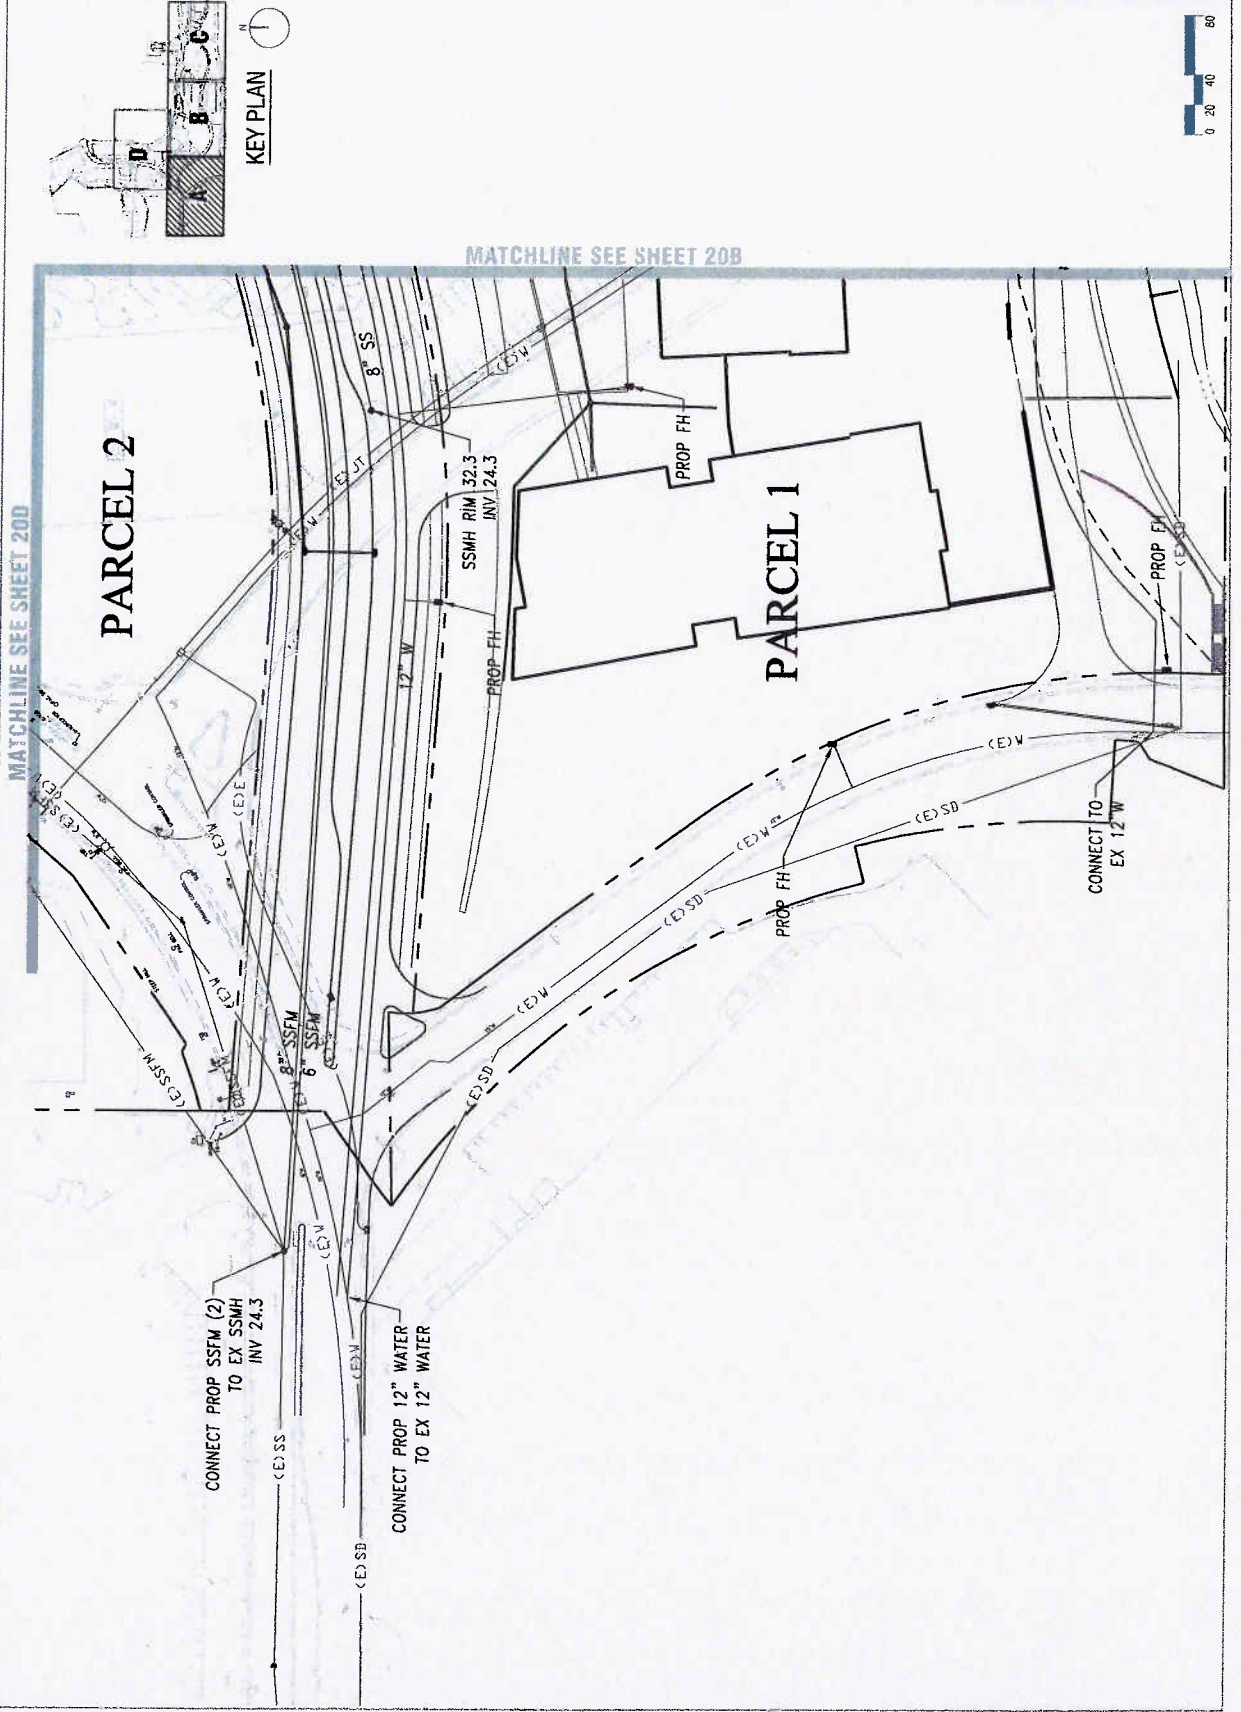 MATCHLINE SEE SHEET 20D
D
A
B
C
N
KEY PLAN
MATCHLINE SEE SHEET 20B
0 20 40 80
PARCEL 2
PARCEL 1
8" SS
(E)W
(E)JT
(E)W
SSMH RIM 32.3
INV 24.3
PROP FH
12" W
PROP FH
(E)E
(E)W
(E)SS
(E)W
(E)SSFM
8" SSFM
6" SSFM
(E)W
(E)SD
(E)SD
(E)W
(E)SD
(E)W
PROP FH
PROP FH
(E)SD
CONNECT TO
EX 12" W
CONNECT PROP SSFM (2)
TO EX SSMH
INV 24.3
(E)W
(E)W
CONNECT PROP 12" WATER
TO EX 12" WATER
(E)SS
(E)SD